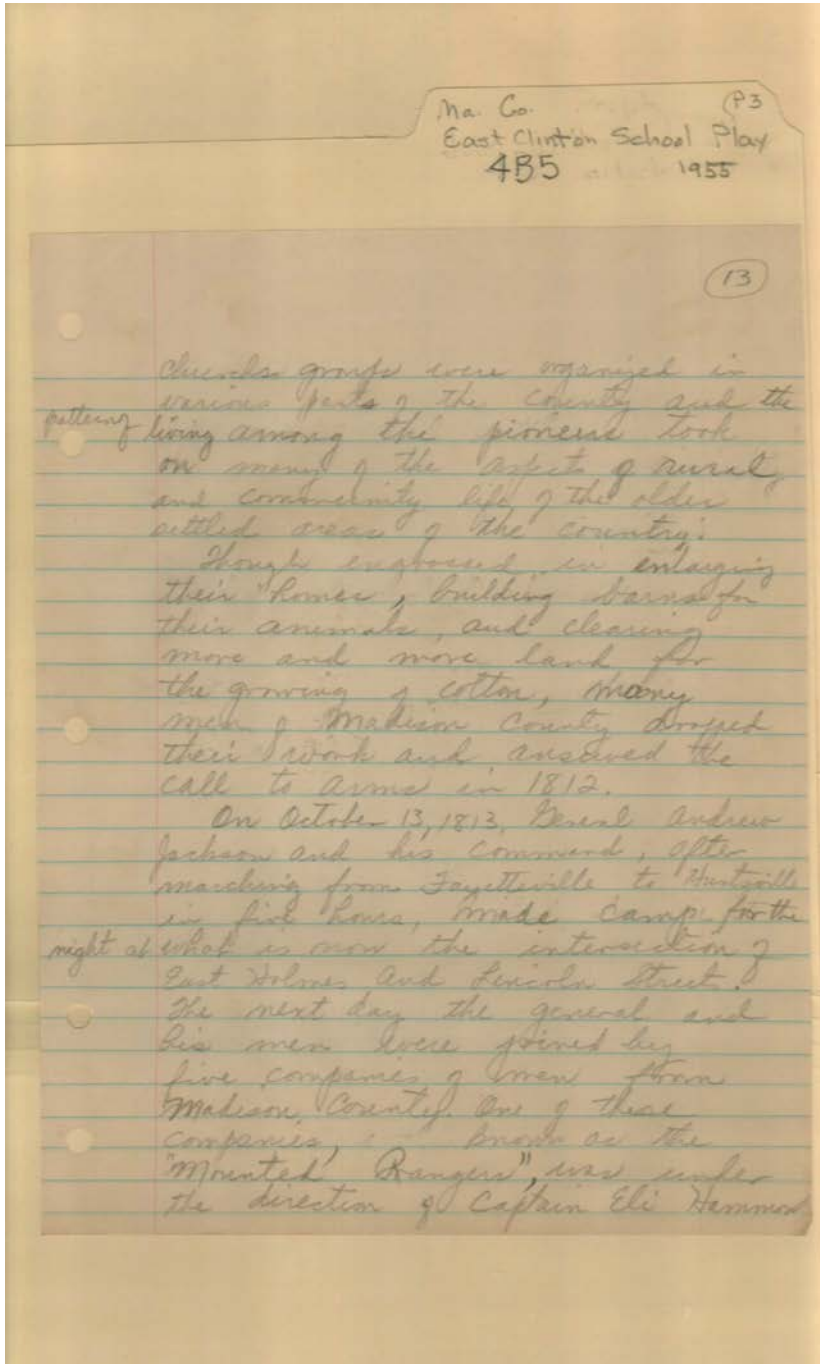 Ma. Co. P3
East Clinton School Play
4B5 1955
13
church groups were organized in
various parts of the county and the
pattern of living among the pioneers took
on many of the aspects of rural
and community life of the older
settled areas of the country.
Though engrossed in enlarging
their homes, building barns for
their animals, and clearing
more and more land for
the growing of cotton, many
men of Madison County dropped
their work and answered the
call to arms in 1812.
On October 13, 1813, General Andrew
Jackson and his command, after
marching from Fayetteville to Huntsville
in five hours, made camp for the
night at what is now the intersection of
East Holmes and Lincoln Street.
The next day the general and
his men were joined by
five companies of men from
Madison County. One of these
companies, known as the
"Mounted Rangers", was under
the direction of Captain Eli Hammon